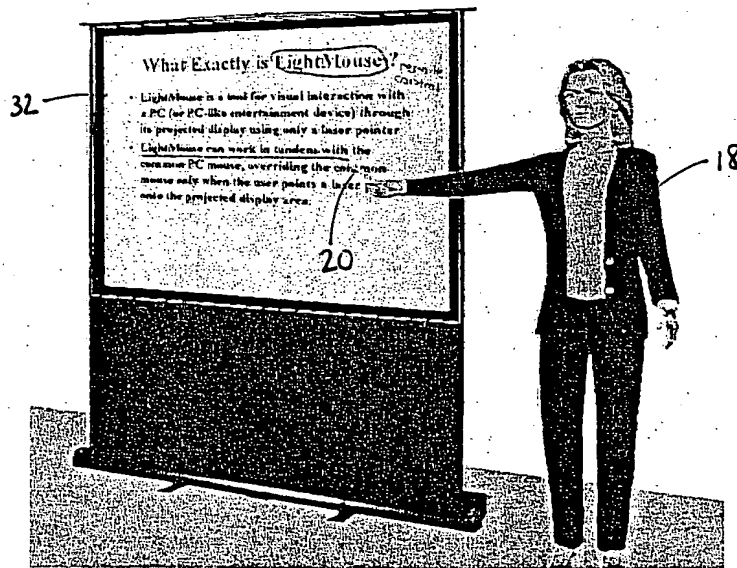 What Exactly is LightMouse?
remote
control
32
• LightMouse is a tool for visual interaction with
a PC (or PC-like entertainment device) through
its projected display using only a laser pointer
• LightMouse can work in tandem with the
common PC mouse, overriding the common
mouse only when the user points a laser
onto the projected display area.
18
20